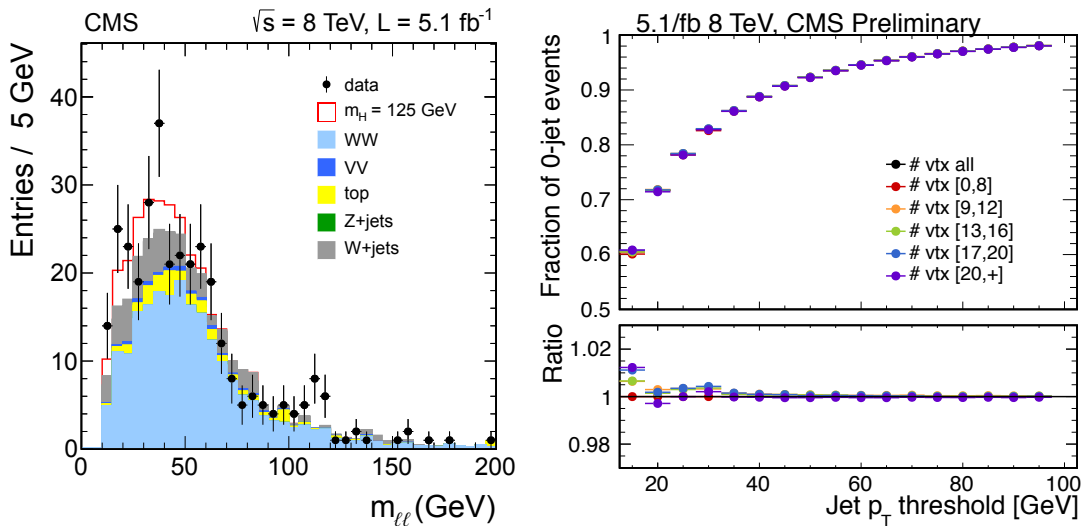 CMS
√s = 8 TeV, L = 5.1 fb⁻¹
Entries / 5 GeV
40
30
20
10
0
data
m_H = 125 GeV
WW
VV
top
Z+jets
W+jets
0 50 100 150 200
m_ℓℓ (GeV)
5.1/fb 8 TeV, CMS Preliminary
Fraction of 0-jet events
1
0.9
0.8
0.7
0.6
0.5
# vtx all
# vtx [0,8]
# vtx [9,12]
# vtx [13,16]
# vtx [17,20]
# vtx [20,+]
Ratio
1.02
1
0.98
20 40 60 80 100
Jet p_T threshold [GeV]